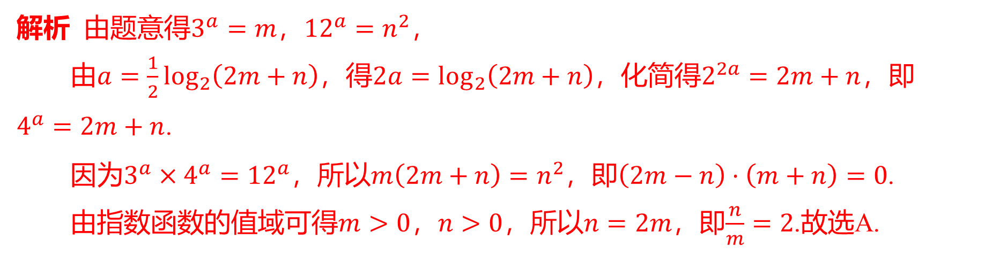 解析 由题意得$3^a = m$，$12^a = n^2$，
由$a = \frac{1}{2}\log_2(2m + n)$，得$2a = \log_2(2m + n)$，化简得$2^{2a} = 2m + n$，即
$4^a = 2m + n$.
因为$3^a \times 4^a = 12^a$，所以$m(2m + n) = n^2$，即$(2m - n) \cdot (m + n) = 0$.
由指数函数的值域可得$m > 0$，$n > 0$，所以$n = 2m$，即$\frac{n}{m} = 2$.故选A.